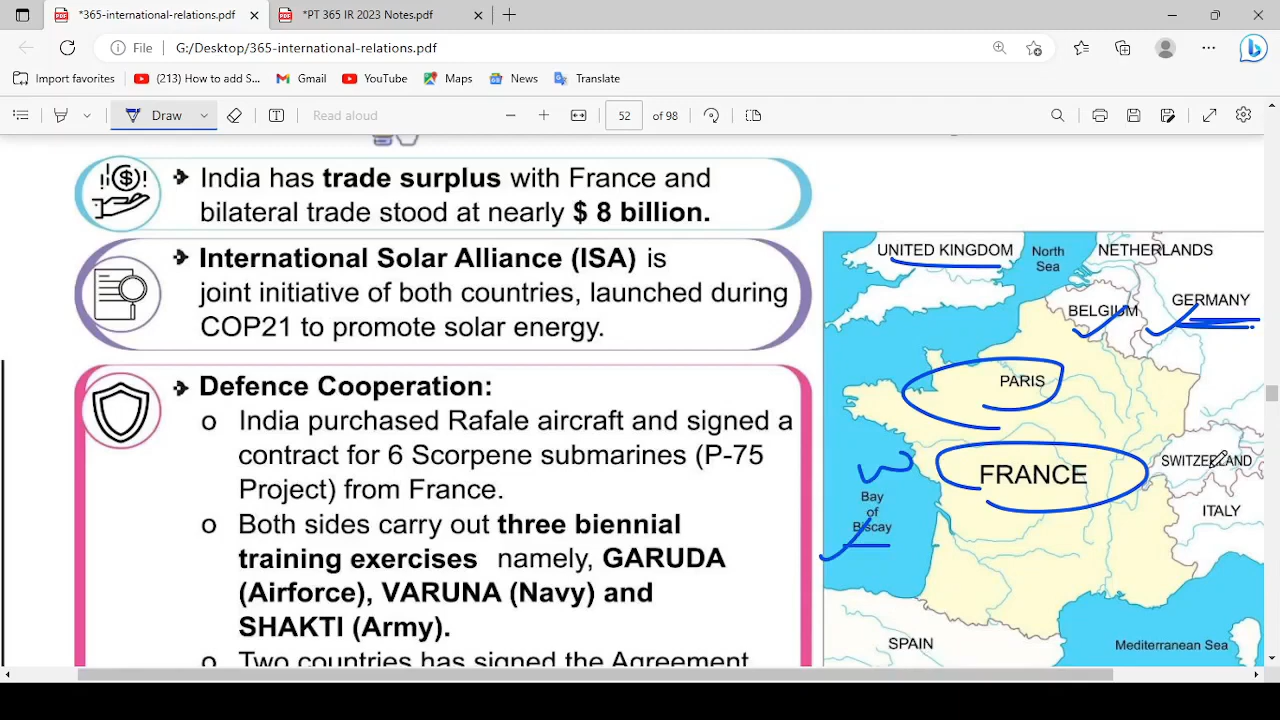 *365-international-relations.pdf
*PT 365 IR 2023 Notes.pdf
File G:/Desktop/365-international-relations.pdf
Import favorites (213) How to add S... Gmail YouTube Maps News Translate
Draw Read aloud 52 of 98
India has trade surplus with France and
bilateral trade stood at nearly $ 8 billion.
International Solar Alliance (ISA) is
joint initiative of both countries, launched during
COP21 to promote solar energy.
Defence Cooperation:
o India purchased Rafale aircraft and signed a
contract for 6 Scorpene submarines (P-75
Project) from France.
o Both sides carry out three biennial
training exercises namely, GARUDA
(Airforce), VARUNA (Navy) and
SHAKTI (Army).
o Two countries has signed the Agreement
UNITED KINGDOM
North
Sea
NETHERLANDS
BELGIUM
GERMANY
PARIS
FRANCE
SWITZERLAND
Bay
of
Biscay
ITALY
SPAIN
Mediterranean Sea